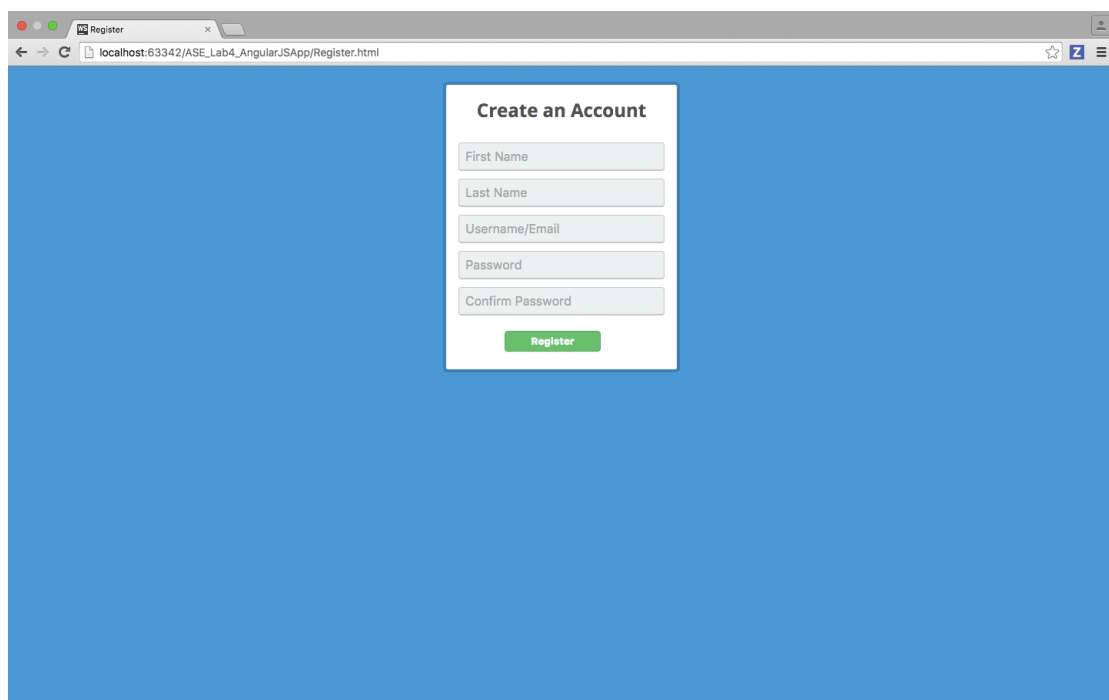 WS Register
localhost:63342/ASE_Lab4_AngularJSApp/Register.html
Z
Create an Account
First Name
Last Name
Username/Email
Password
Confirm Password
Register